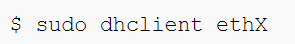 $ sudo dhclient ethX